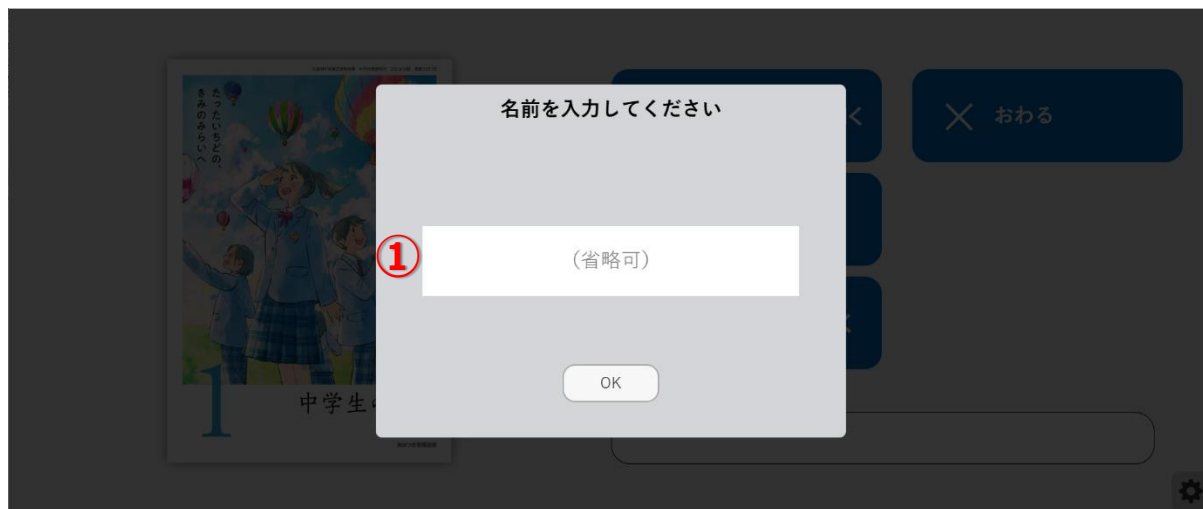 たったいちどの、
きみのみらいへ
名前を入力してください
① （省略可）
OK
く
✕ おわる
1
中学生の